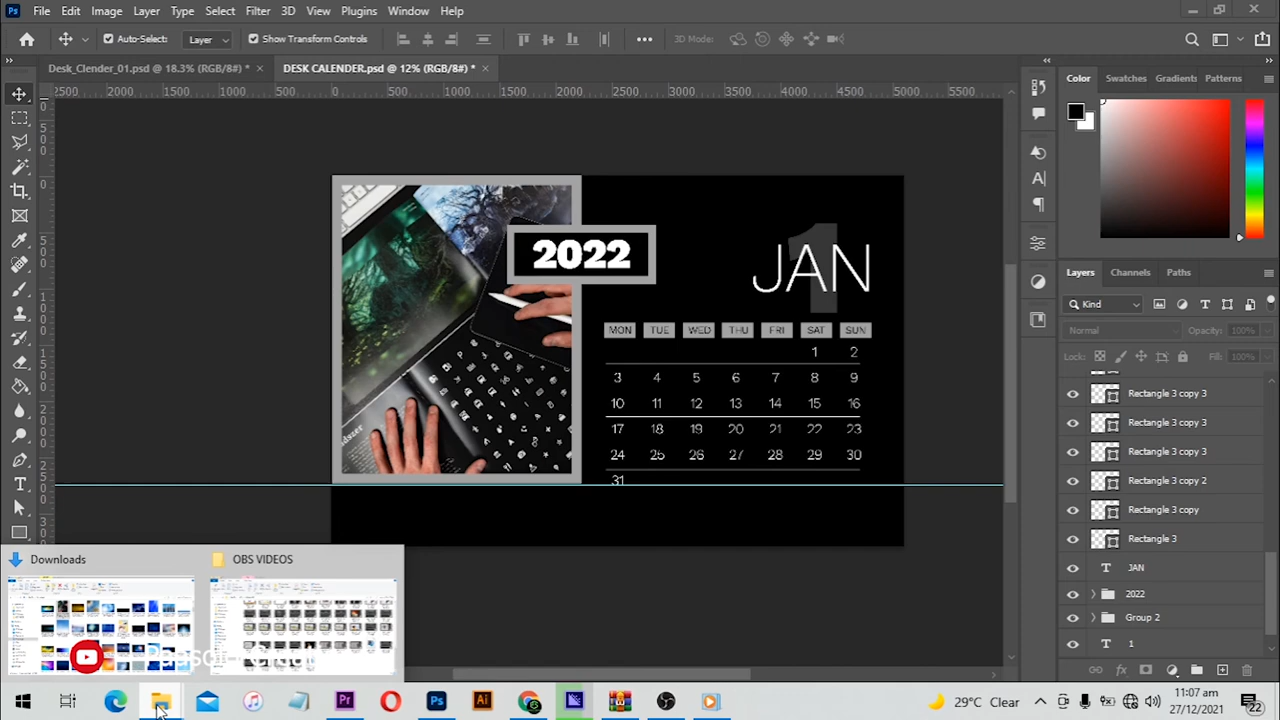 Ps File Edit Image Layer Type Select Filter 3D View Plugins Window Help
Auto-Select: Layer Show Transform Controls 3D Mode:
Desk_Clender_01.psd @ 18.3% (RGB/8#) * × DESK CALENDER.psd @ 12% (RGB/8#) * ×
2500 2000 1500 1000 500 0 500 1000 1500 2000 2500 3000 3500 4000 4500 5000 5500
Color Swatches Gradients Patterns
2022
1
JAN
MON TUE WED THU FRI SAT SUN
1 2
3 4 5 6 7 8 9
10 11 12 13 14 15 16
17 18 19 20 21 22 23
24 25 26 27 28 29 30
31
Layers Channels Paths
Kind
Normal Opacity: 100%
Lock: Fill: 100%
Rectangle 3 copy 3
Rectangle 3 copy 3
Rectangle 3 copy 3
Rectangle 3 copy 2
Rectangle 3 copy
Rectangle 3
T JAN
2022
Group 2
T 1
Downloads OBS VIDEOS
Pr Ps Ai
29°C Clear
11:07 am
27/12/2021
22